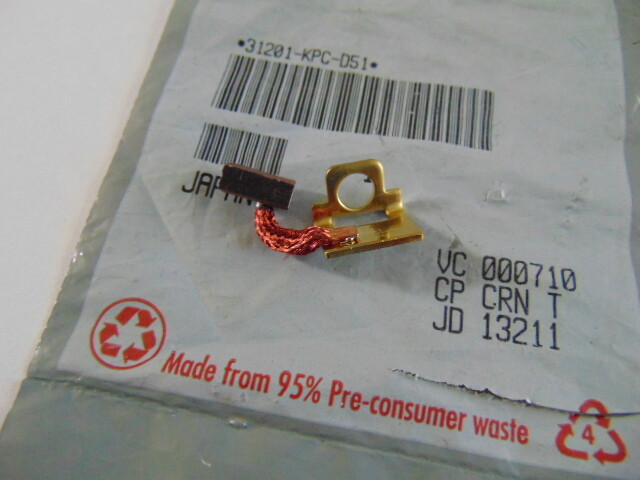 *31201-KPC-D51*
JAPAN
VC 000710
CP CRN T
JD 13211
Made from 95% Pre-consumer waste
4